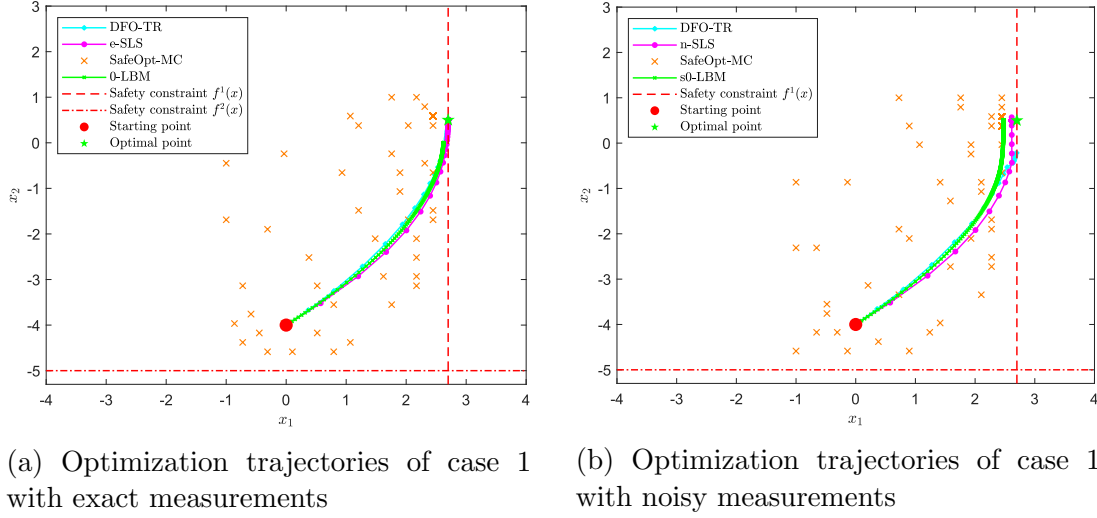 3
2
1
0
-1
-2
-3
-4
-5
x2
-4
-3
-2
-1
0
1
2
3
4
x1
DFO-TR
e-SLS
SafeOpt-MC
0-LBM
Safety constraint f¹(x)
Safety constraint f²(x)
Starting point
Optimal point
(a) Optimization trajectories of case 1
with exact measurements
3
2
1
0
-1
-2
-3
-4
-5
x2
-4
-3
-2
-1
0
1
2
3
4
x1
DFO-TR
n-SLS
SafeOpt-MC
s0-LBM
Safety constraint f¹(x)
Starting point
Optimal point
(b) Optimization trajectories of case 1
with noisy measurements